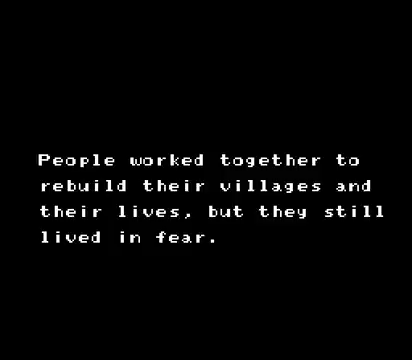 People worked together to
rebuild their villages and
their lives, but they still
lived in fear.